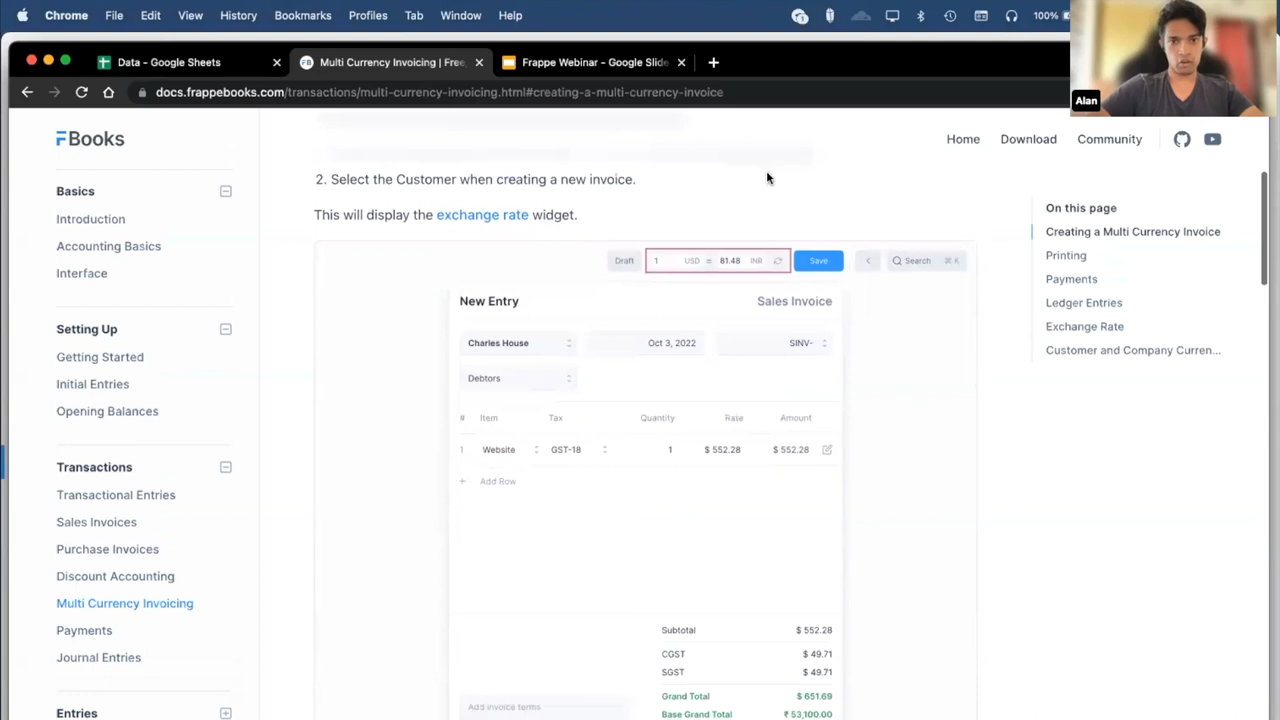 Chrome File Edit View History Bookmarks Profiles Tab Window Help 100%
Data - Google Sheets Multi Currency Invoicing | Free Frappe Webinar - Google Slide
docs.frappebooks.com/transactions/multi-currency-invoicing.html#creating-a-multi-currency-invoice
Alan
FBooks
Home Download Community
Basics
Introduction
Accounting Basics
Interface
Setting Up
Getting Started
Initial Entries
Opening Balances
Transactions
Transactional Entries
Sales Invoices
Purchase Invoices
Discount Accounting
Multi Currency Invoicing
Payments
Journal Entries
Entries
2. Select the Customer when creating a new invoice.
This will display the exchange rate widget.
Draft 1 USD = 81.48 INR Save Search ⌘ K
New Entry Sales Invoice
Charles House Oct 3, 2022 SINV-
Debtors
# Item Tax Quantity Rate Amount
1 Website GST-18 1 $ 552.28 $ 552.28
+ Add Row
Subtotal $ 552.28
CGST $ 49.71
SGST $ 49.71
Grand Total $ 651.69
Add invoice terms
Base Grand Total ₹ 53,100.00
On this page
Creating a Multi Currency Invoice
Printing
Payments
Ledger Entries
Exchange Rate
Customer and Company Curren...